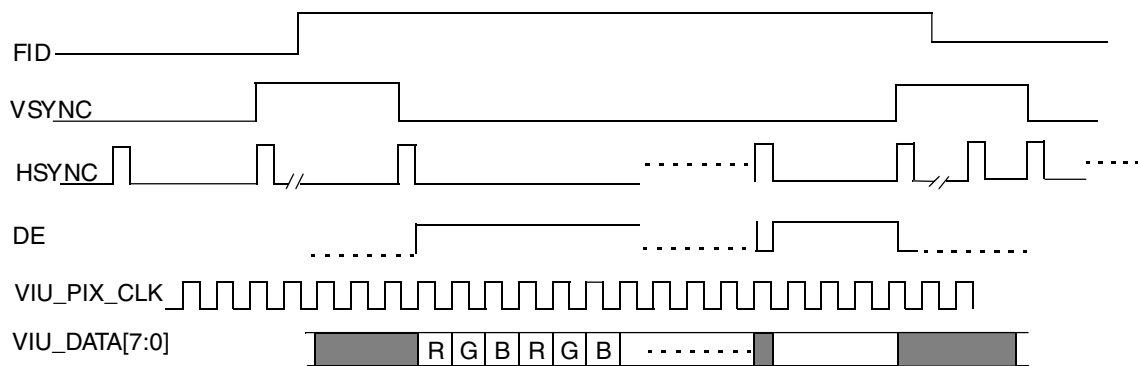 FID
VSYNC
HSYNC
DE
VIU_PIX_CLK
VIU_DATA[7:0]
R G B R G B